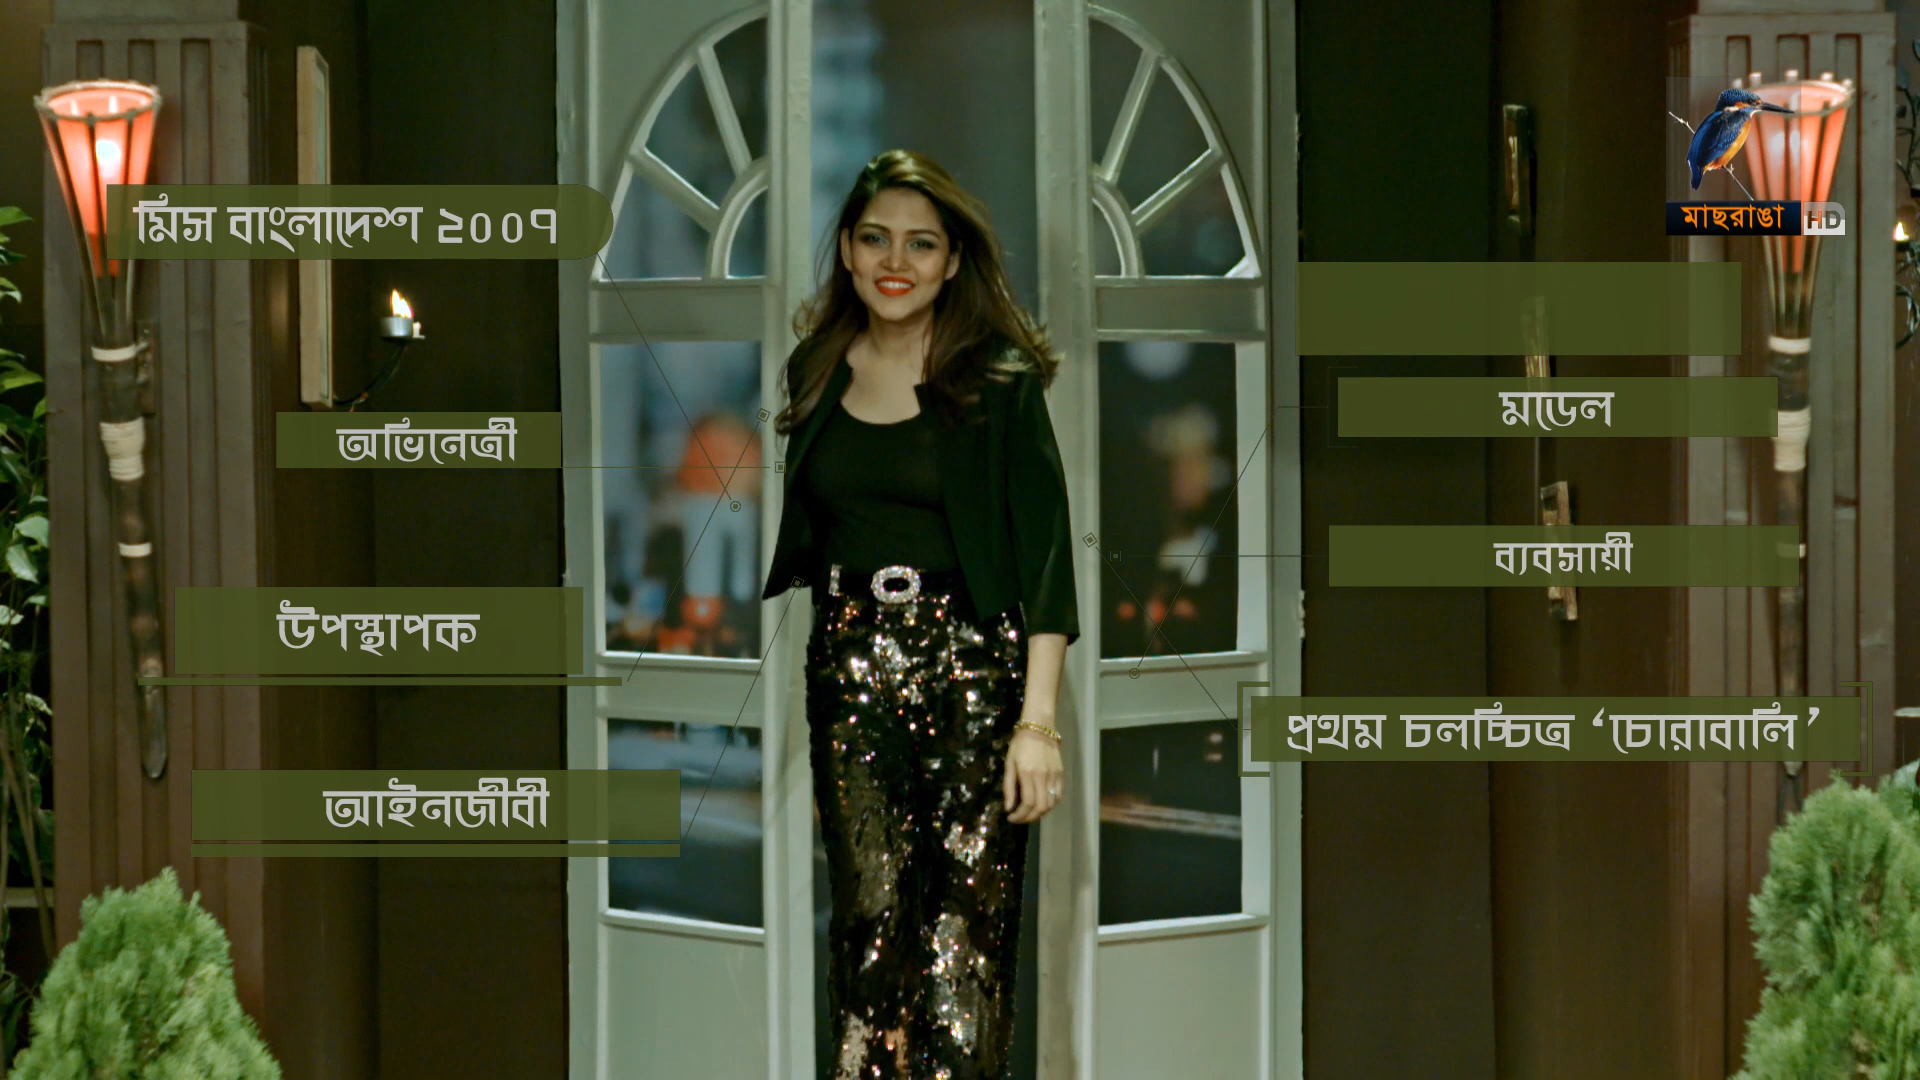 মিস বাংলাদেশ ২০০৭
অভিনেত্রী
উপস্থাপক
আইনজীবী
মাছরাঙা HD
মডেল
ব্যবসায়ী
প্রথম চলচ্চিত্র ‘চোরাবালি’